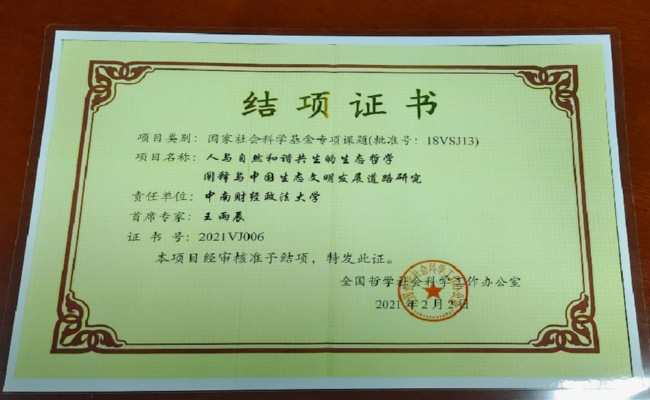 结项证书
项目类别：国家社会科学基金专项课题(批准号：18VSJ13)
项目名称：人与自然和谐共生的生态哲学
阐释与中国生态文明发展道路研究
责任单位：中南财经政法大学
首席专家：王雨辰
证 书 号：2021VJ006
本项目经审核准予结项，特发此证。
全国哲学社会科学工作办公室
2021年2月2日